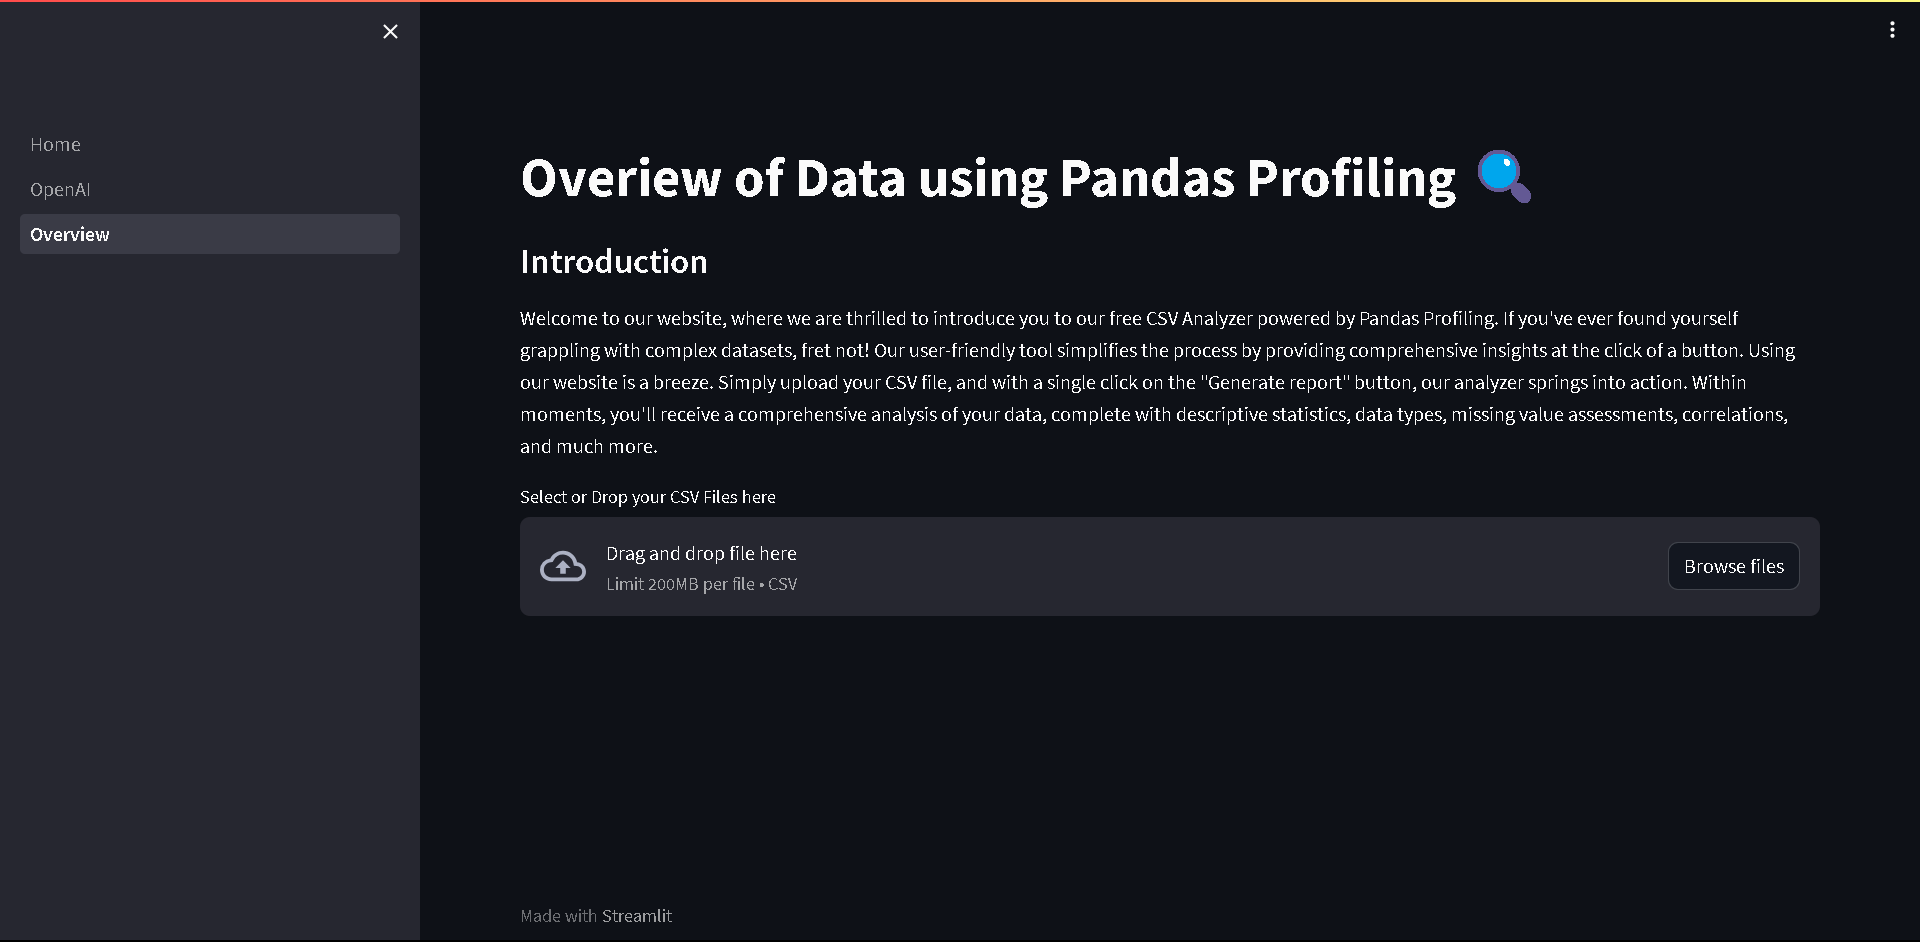 Home
OpenAI
Overview
Overiew of Data using Pandas Profiling
Introduction
Welcome to our website, where we are thrilled to introduce you to our free CSV Analyzer powered by Pandas Profiling. If you've ever found yourself
grappling with complex datasets, fret not! Our user-friendly tool simplifies the process by providing comprehensive insights at the click of a button. Using
our website is a breeze. Simply upload your CSV file, and with a single click on the "Generate report" button, our analyzer springs into action. Within
moments, you'll receive a comprehensive analysis of your data, complete with descriptive statistics, data types, missing value assessments, correlations,
and much more.
Select or Drop your CSV Files here
Drag and drop file here
Limit 200MB per file • CSV
Browse files
Made with Streamlit